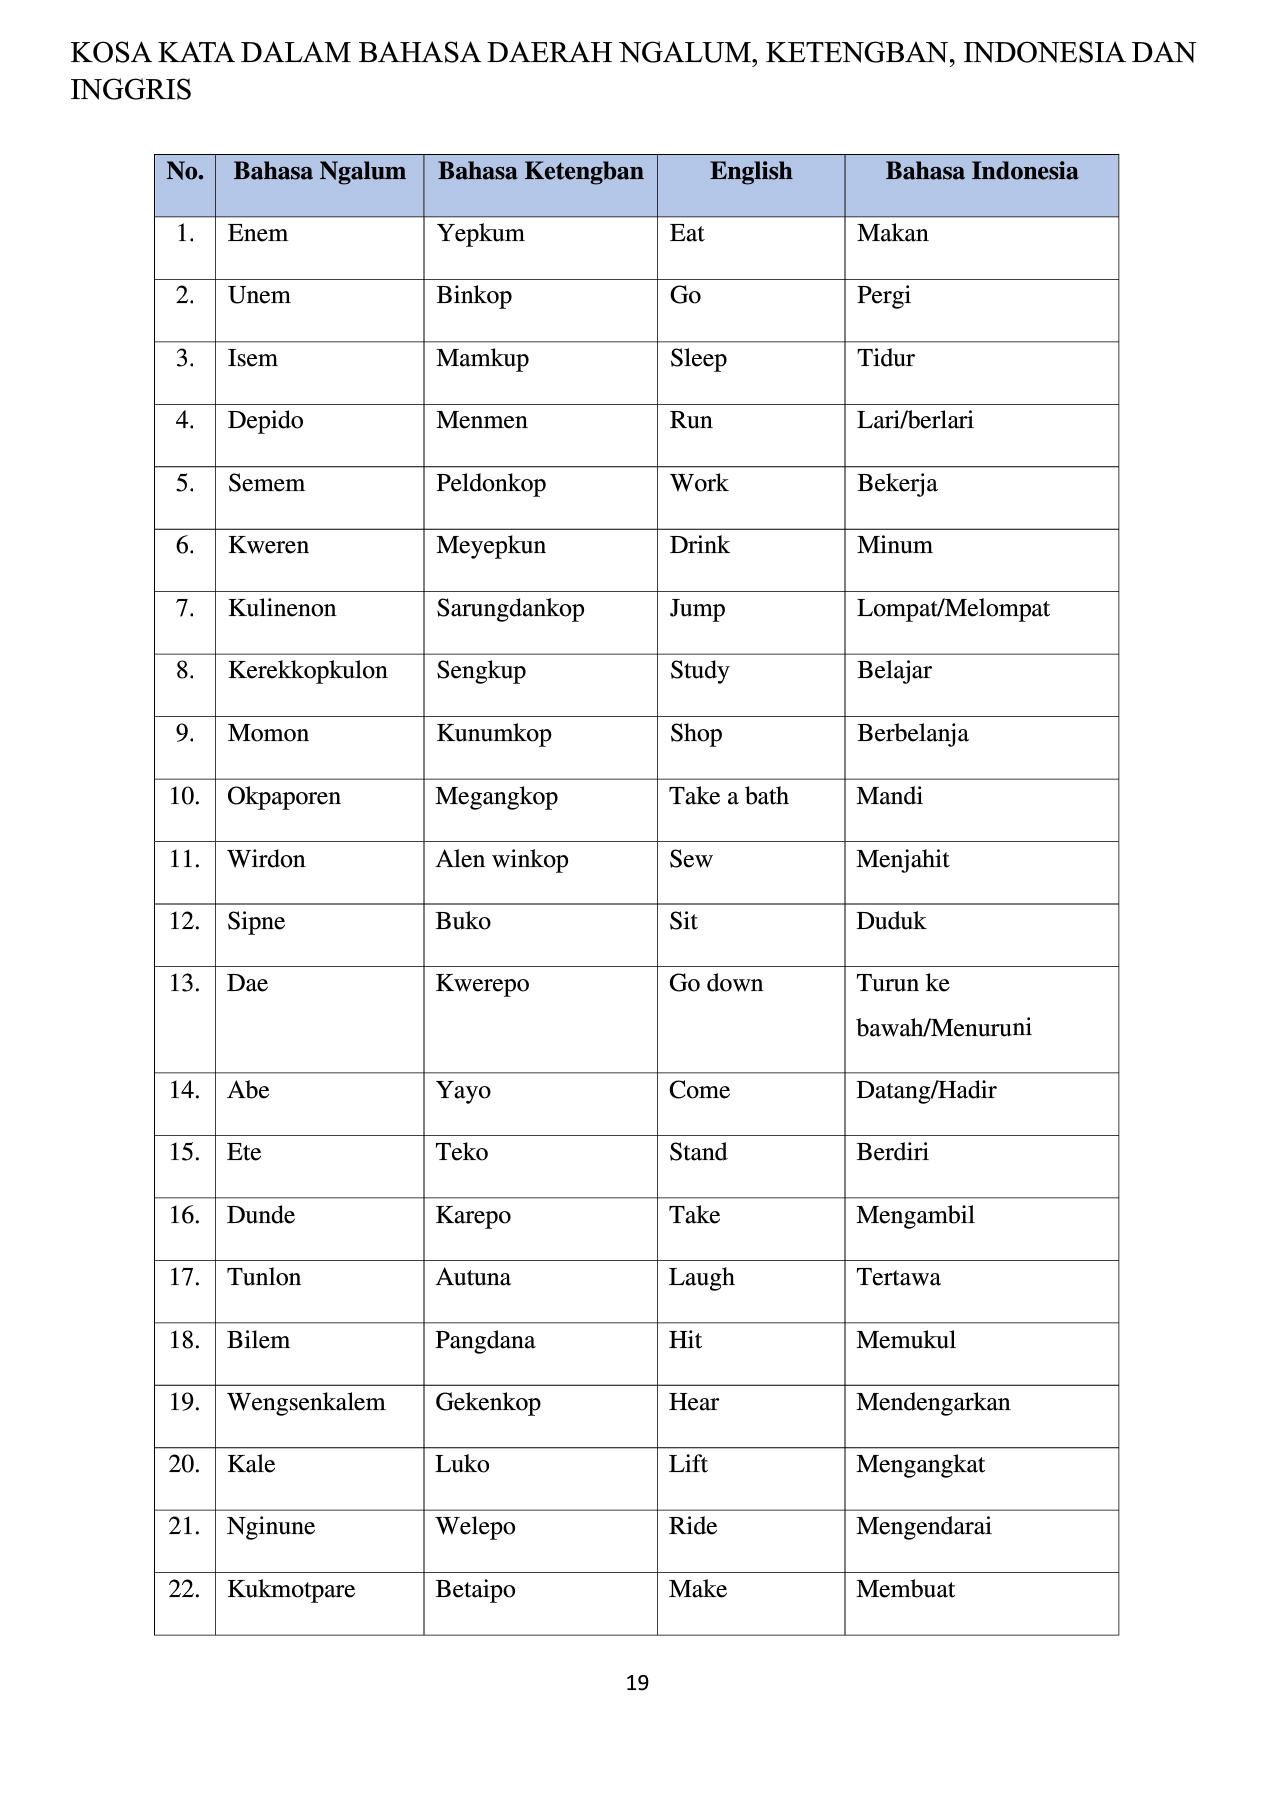 KOSA KATA DALAM BAHASA DAERAH NGALUM, KETENGBAN, INDONESIA DAN
INGGRIS
No. Bahasa Ngalum Bahasa Ketengban English Bahasa Indonesia
1. Enem Yepkum Eat Makan
2. Unem Binkop Go Pergi
3. Isem Mamkup Sleep Tidur
4. Depido Menmen Run Lari/berlari
5. Semem Peldonkop Work Bekerja
6. Kweren Meyepkun Drink Minum
7. Kulinenon Sarungdankop Jump Lompat/Melompat
8. Kerekkopkulon Sengkup Study Belajar
9. Momon Kunumkop Shop Berbelanja
10. Okpaporen Megangkop Take a bath Mandi
11. Wirdon Alen winkop Sew Menjahit
12. Sipne Buko Sit Duduk
13. Dae Kwerepo Go down Turun ke
bawah/Menuruni
14. Abe Yayo Come Datang/Hadir
15. Ete Teko Stand Berdiri
16. Dunde Karepo Take Mengambil
17. Tunlon Autuna Laugh Tertawa
18. Bilem Pangdana Hit Memukul
19. Wengsenkalem Gekenkop Hear Mendengarkan
20. Kale Luko Lift Mengangkat
21. Nginune Welepo Ride Mengendarai
22. Kukmotpare Betaipo Make Membuat
19